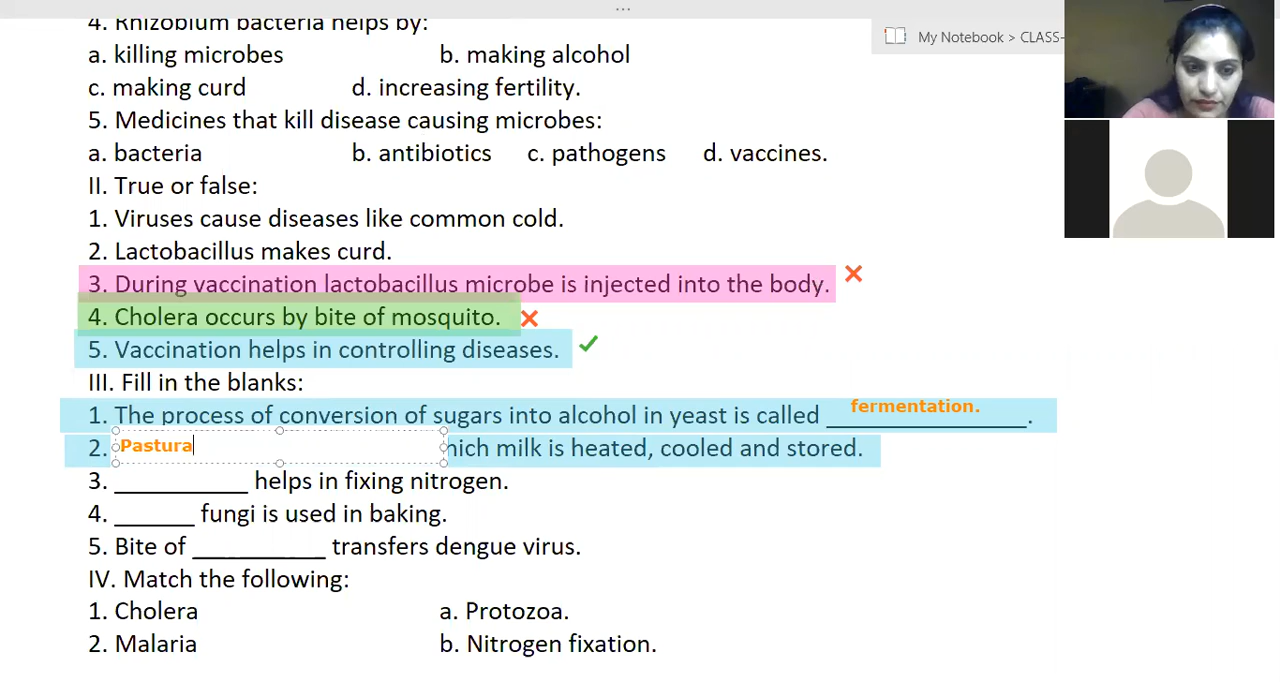 ...
4. Rhizobium bacteria helps by:
My Notebook > CLASS-
a. killing microbes b. making alcohol
c. making curd d. increasing fertility.
5. Medicines that kill disease causing microbes:
a. bacteria b. antibiotics c. pathogens d. vaccines.
II. True or false:
1. Viruses cause diseases like common cold.
2. Lactobacillus makes curd.
3. During vaccination lactobacillus microbe is injected into the body.
4. Cholera occurs by bite of mosquito.
5. Vaccination helps in controlling diseases.
III. Fill in the blanks:
1. The process of conversion of sugars into alcohol in yeast is called fermentation. .
2. Pastura hich milk is heated, cooled and stored.
3. __________ helps in fixing nitrogen.
4. ______ fungi is used in baking.
5. Bite of __________ transfers dengue virus.
IV. Match the following:
1. Cholera a. Protozoa.
2. Malaria b. Nitrogen fixation.